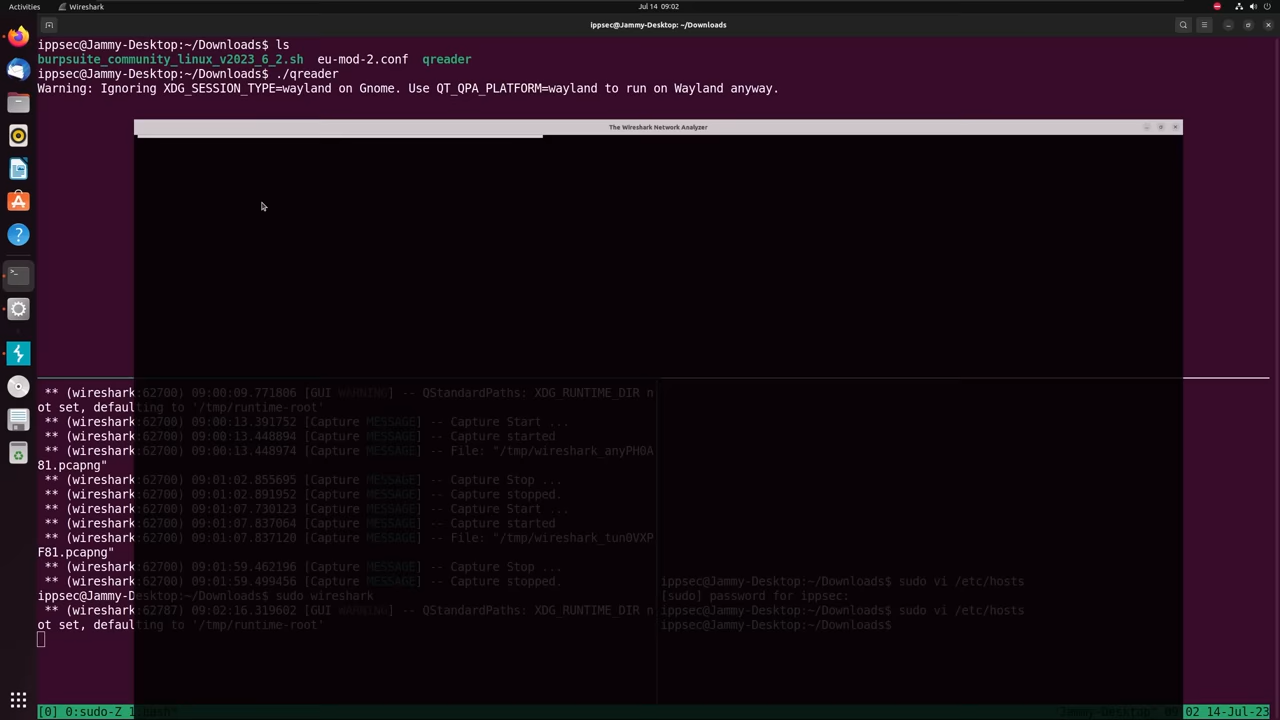 Activities
Wireshark
Jul 14 09:02
ippsec@Jammy-Desktop: ~/Downloads
ippsec@Jammy-Desktop:~/Downloads$ ls
burpsuite_community_linux_v2023_6_2.sh eu-mod-2.conf qreader
ippsec@Jammy-Desktop:~/Downloads$ ./qreader
Warning: Ignoring XDG_SESSION_TYPE=wayland on Gnome. Use QT_QPA_PLATFORM=wayland to run on Wayland anyway.
The Wireshark Network Analyzer
** (wireshark:62700) 09:00:09.771806 [GUI WARNING] -- QStandardPaths: XDG_RUNTIME_DIR n
ot set, defaulting to '/tmp/runtime-root'
** (wireshark:62700) 09:00:13.391752 [Capture MESSAGE] -- Capture Start ...
** (wireshark:62700) 09:00:13.448894 [Capture MESSAGE] -- Capture started
** (wireshark:62700) 09:00:13.448974 [Capture MESSAGE] -- File: "/tmp/wireshark_anyPH0A
81.pcapng"
** (wireshark:62700) 09:01:02.855695 [Capture MESSAGE] -- Capture Stop ...
** (wireshark:62700) 09:01:02.891952 [Capture MESSAGE] -- Capture stopped.
** (wireshark:62700) 09:01:07.730123 [Capture MESSAGE] -- Capture Start ...
** (wireshark:62700) 09:01:07.837064 [Capture MESSAGE] -- Capture started
** (wireshark:62700) 09:01:07.837120 [Capture MESSAGE] -- File: "/tmp/wireshark_tun0VXP
F81.pcapng"
** (wireshark:62700) 09:01:59.462196 [Capture MESSAGE] -- Capture Stop ...
** (wireshark:62700) 09:01:59.499456 [Capture MESSAGE] -- Capture stopped.
ippsec@Jammy-Desktop:~/Downloads$ sudo wireshark
** (wireshark:62787) 09:02:16.319602 [GUI WARNING] -- QStandardPaths: XDG_RUNTIME_DIR n
ot set, defaulting to '/tmp/runtime-root'
ippsec@Jammy-Desktop:~/Downloads$ sudo vi /etc/hosts
[sudo] password for ippsec:
ippsec@Jammy-Desktop:~/Downloads$ sudo vi /etc/hosts
ippsec@Jammy-Desktop:~/Downloads$
[0] 0:sudo-Z
"Jammy-Desktop" 09:02 14-Jul-23